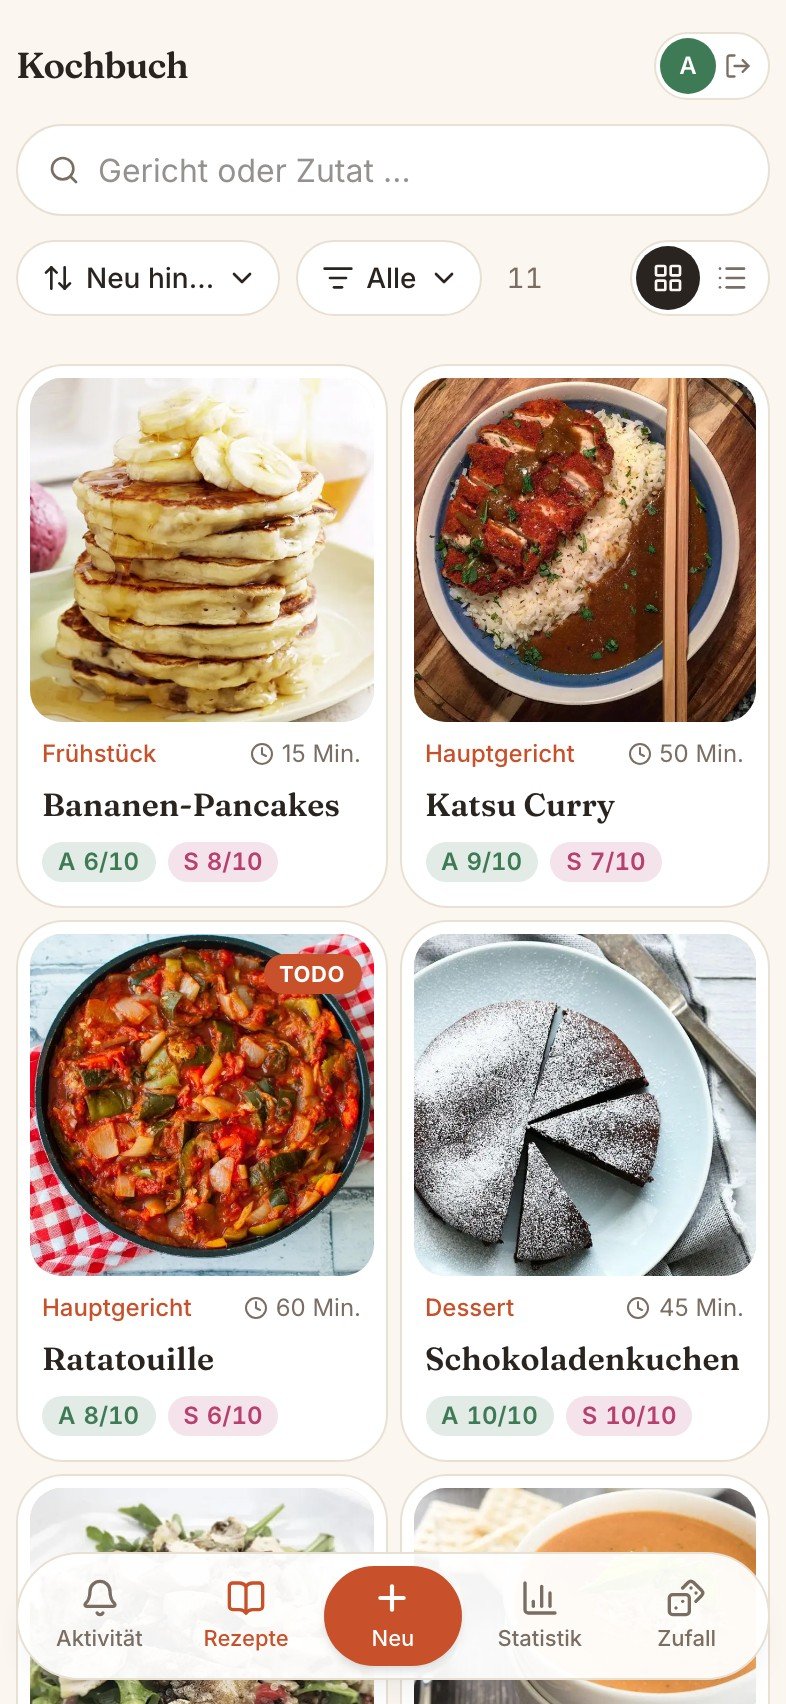 Kochbuch
A
Gericht oder Zutat ...
Neu hin...
Alle
11
Frühstück
15 Min.
Bananen-Pancakes
A 6/10
S 8/10
Hauptgericht
50 Min.
Katsu Curry
A 9/10
S 7/10
TODO
Hauptgericht
60 Min.
Ratatouille
A 8/10
S 6/10
Dessert
45 Min.
Schokoladenkuchen
A 10/10
S 10/10
Aktivität
Rezepte
Neu
Statistik
Zufall